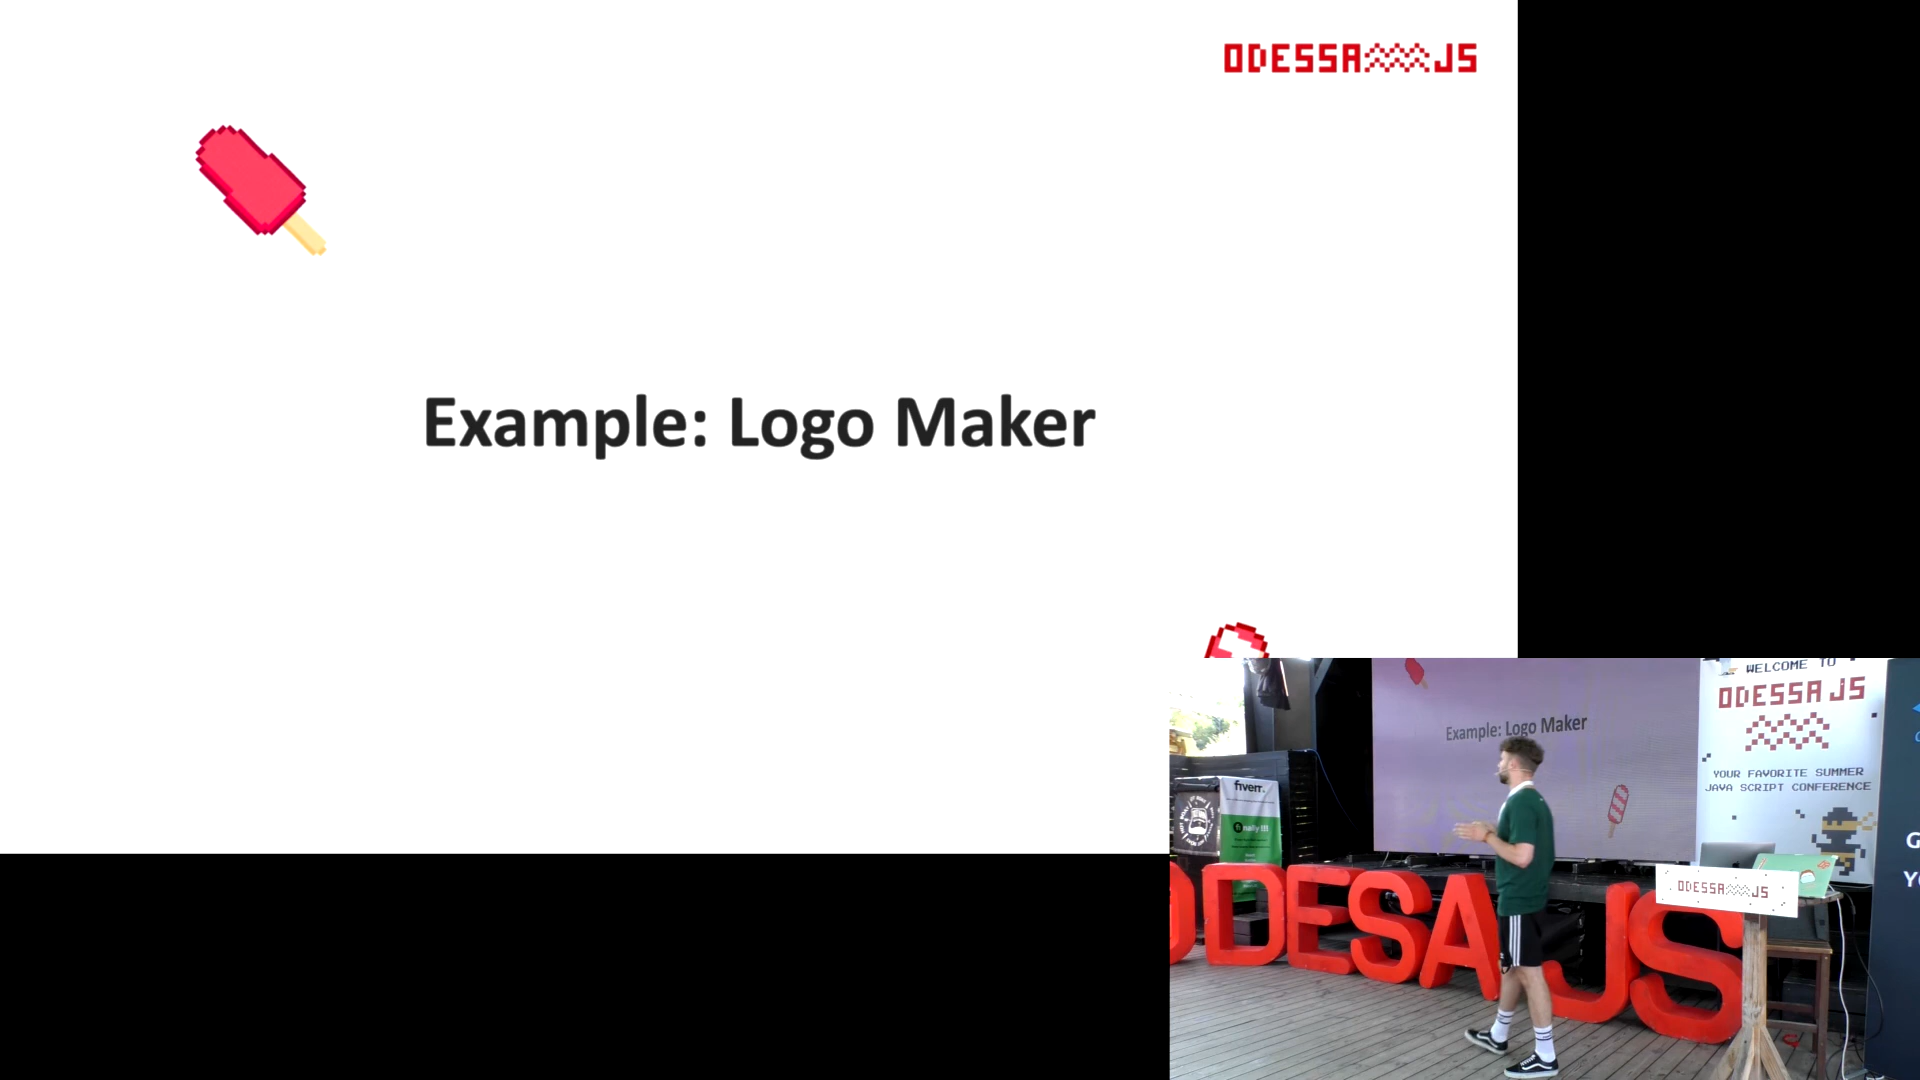 ODESSA JS
Example: Logo Maker
WELCOME TO
ODESSA JS
YOUR FAVORITE SUMMER
JAVA SCRIPT CONFERENCE
Example: Logo Maker
fiverr.
ODESSA JS
ODESSA JS